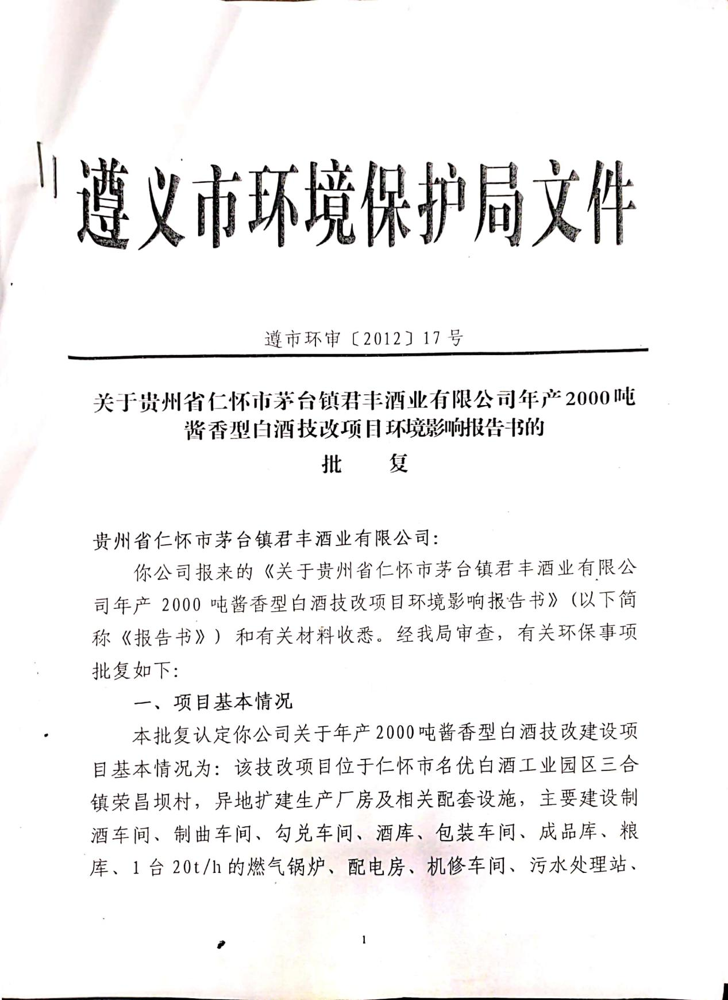 遵义市环境保护局文件
遵市环审〔2012〕17号
关于贵州省仁怀市茅台镇君丰酒业有限公司年产2000吨
酱香型白酒技改项目环境影响报告书的
批 复
贵州省仁怀市茅台镇君丰酒业有限公司:
你公司报来的《关于贵州省仁怀市茅台镇君丰酒业有限公
司年产 2000 吨酱香型白酒技改项目环境影响报告书》(以下简
称《报告书》)和有关材料收悉。经我局审查,有关环保事项
批复如下:
一、项目基本情况
本批复认定你公司关于年产2000吨酱香型白酒技改建设项
目基本情况为:该技改项目位于仁怀市名优白酒工业园区三合
镇荣昌坝村,异地扩建生产厂房及相关配套设施,主要建设制
酒车间、制曲车间、勾兑车间、酒库、包装车间、成品库、粮
库、1台20t/h的燃气锅炉、配电房、机修车间、污水处理站、
1